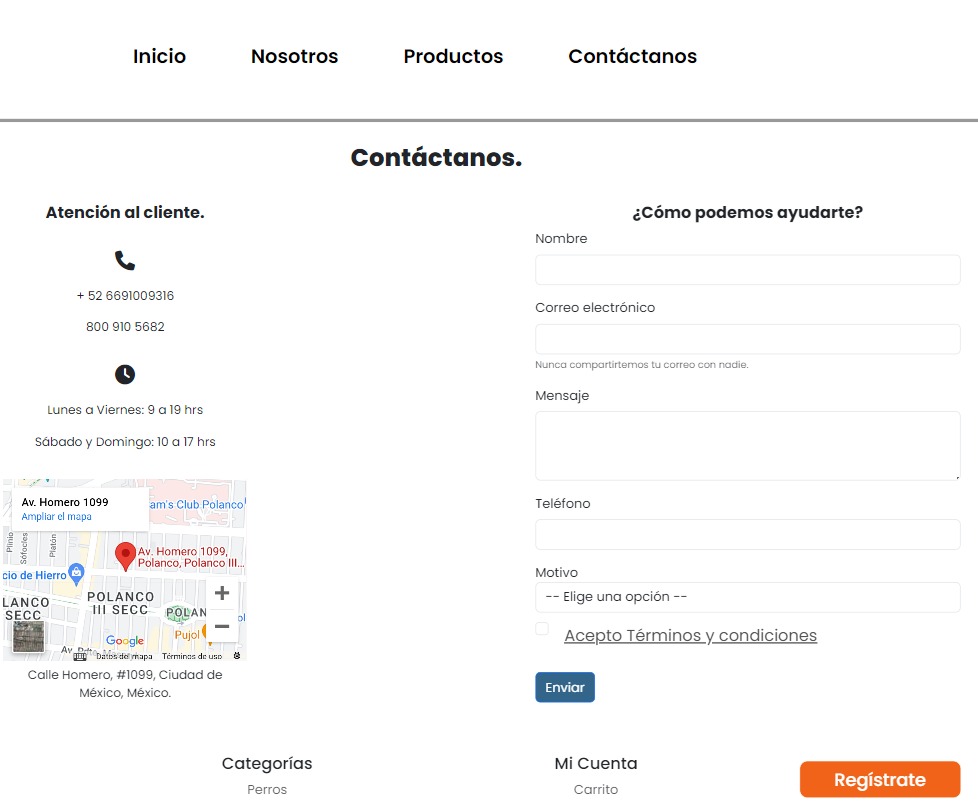 Inicio Nosotros Productos Contáctanos
Contáctanos.
Atención al cliente.
+ 52 6691009316
800 910 5682
Lunes a Viernes: 9 a 19 hrs
Sábado y Domingo: 10 a 17 hrs
Av. Homero 1099
Ampliar el mapa
am's Club Polanco
Plinio
Sófocles
Platón
Av. Homero 1099,
Polanco, Polanco III...
cio de Hierro
LANCO
SECC
POLANCO
III SECC
POLAN
Pujol
Google
Datos del mapa Términos de uso
Calle Homero, #1099, Ciudad de
México, México.
¿Cómo podemos ayudarte?
Nombre
Correo electrónico
Nunca compartirtemos tu correo con nadie.
Mensaje
Teléfono
Motivo
-- Elige una opción --
Acepto Términos y condiciones
Enviar
Categorías
Perros
Mi Cuenta
Carrito
Regístrate